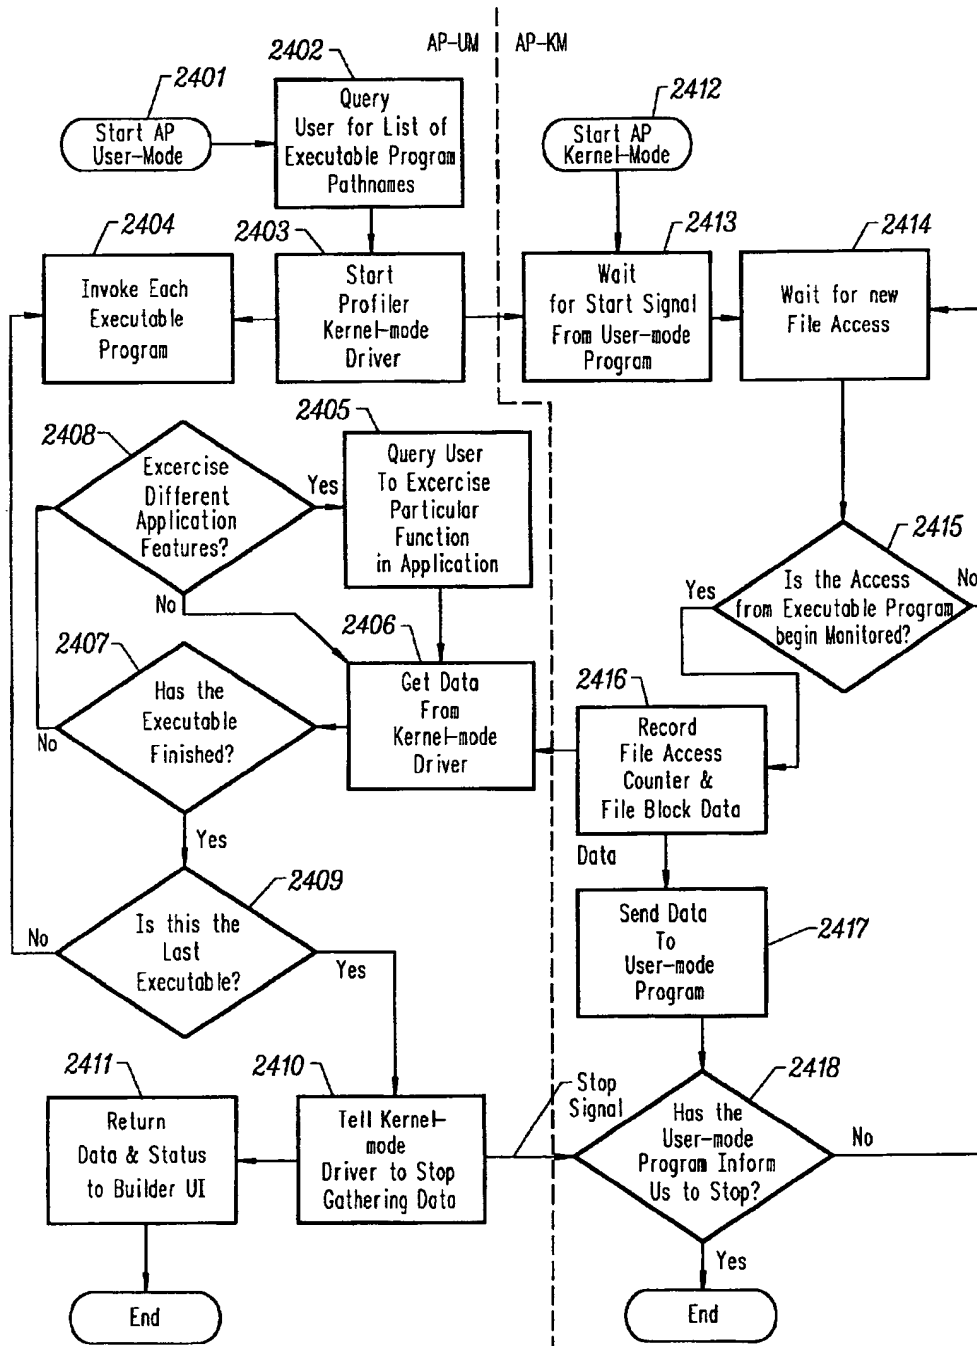 AP-UM
AP-KM
2401
Start AP
User-Mode
2402
Query
User for List of
Executable Program
Pathnames
2412
Start AP
Kernel-Mode
2404
Invoke Each
Executable
Program
2403
Start
Profiler
Kernel-mode
Driver
2413
Wait
for Start Signal
From User-mode
Program
2414
Wait for new
File Access
2408
Excercise
Different
Application
Features?
Yes
No
2405
Query User
To Excercise
Particular
Function
in Application
2415
Is the Access
from Executable Program
begin Monitored?
Yes
No
2407
Has the
Executable
Finished?
No
Yes
2406
Get Data
From
Kernel-mode
Driver
2416
Record
File Access
Counter &
File Block Data
Data
2409
Is this the
Last
Executable?
No
Yes
2417
Send Data
To
User-mode
Program
2411
Return
Data & Status
to Builder UI
2410
Tell Kernel-
mode
Driver to Stop
Gathering Data
Stop
Signal
2418
Has the
User-mode
Program Inform
Us to Stop?
No
Yes
End
End